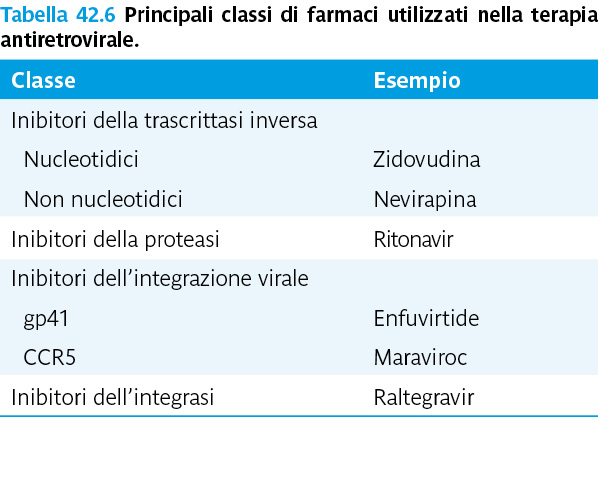 Tabella 42.6 Principali classi di farmaci utilizzati nella terapia
antiretrovirale.
Classe Esempio
Inibitori della trascrittasi inversa
Nucleotidici Zidovudina
Non nucleotidici Nevirapina
Inibitori della proteasi Ritonavir
Inibitori dell’integrazione virale
gp41 Enfuvirtide
CCR5 Maraviroc
Inibitori dell’integrasi Raltegravir